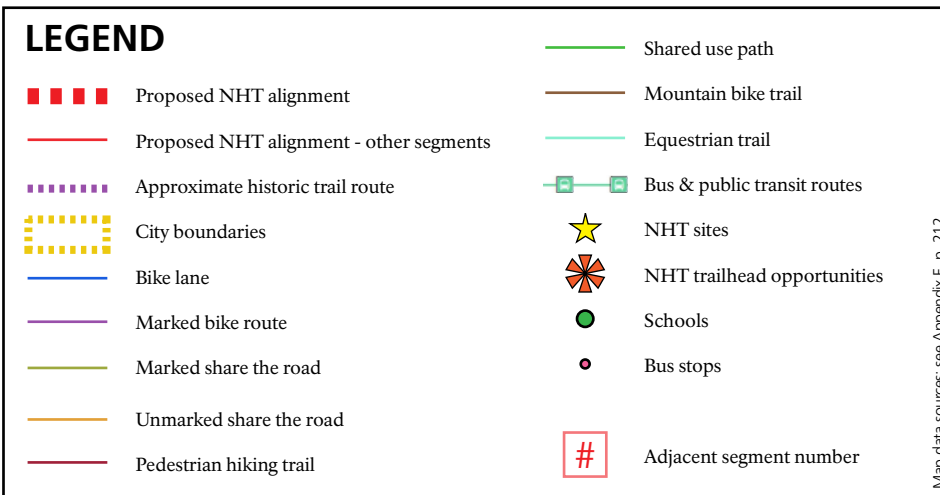 LEGEND
Proposed NHT alignment
Proposed NHT alignment - other segments
Approximate historic trail route
City boundaries
Bike lane
Marked bike route
Marked share the road
Unmarked share the road
Pedestrian hiking trail
Shared use path
Mountain bike trail
Equestrian trail
Bus & public transit routes
NHT sites
NHT trailhead opportunities
Schools
Bus stops
# Adjacent segment number
Map data sources: see Appendix E, p. 212